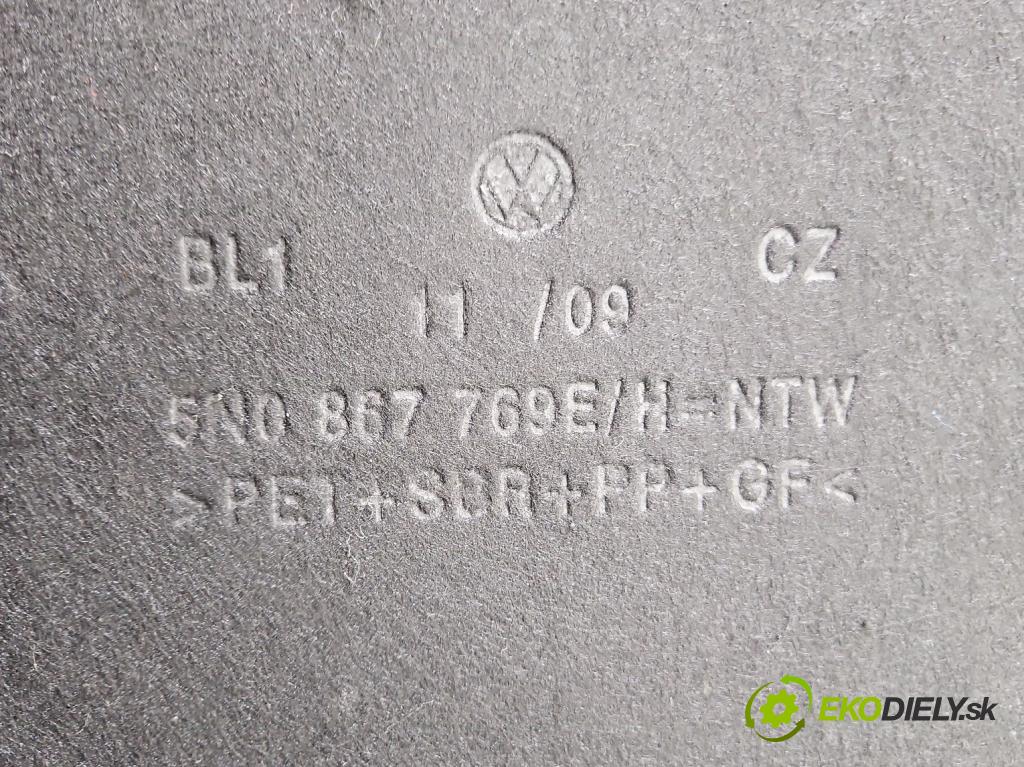 BL1 CZ
11 /09
5N0 867 769E/H=NTW
>PET+SBR+PP+GF<
EKODIELY.sk